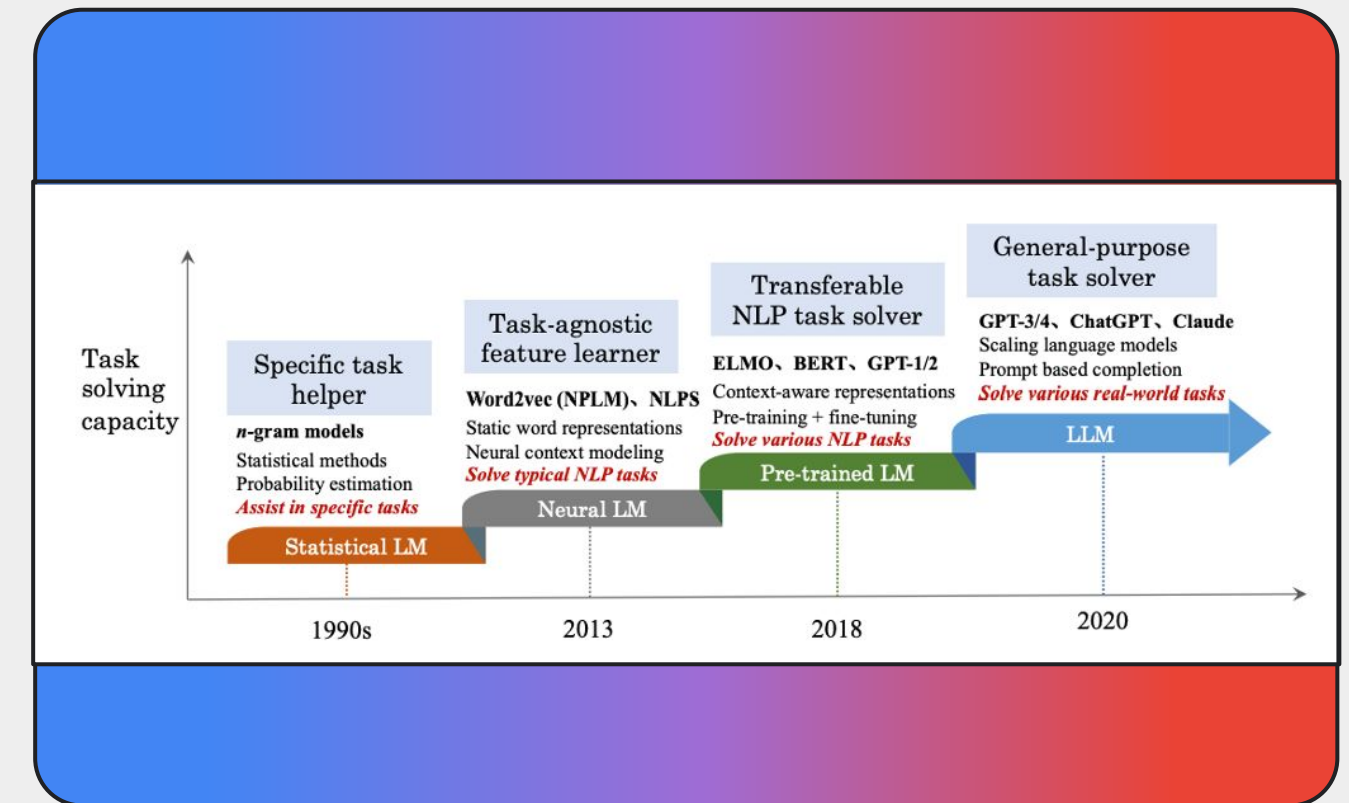 Task
solving
capacity
Specific task
helper
n-gram models
Statistical methods
Probability estimation
Assist in specific tasks
Statistical LM
1990s
Task-agnostic
feature learner
Word2vec (NPLM)、NLPS
Static word representations
Neural context modeling
Solve typical NLP tasks
Neural LM
2013
Transferable
NLP task solver
ELMO、BERT、GPT-1/2
Context-aware representations
Pre-training + fine-tuning
Solve various NLP tasks
Pre-trained LM
2018
General-purpose
task solver
GPT-3/4、ChatGPT、Claude
Scaling language models
Prompt based completion
Solve various real-world tasks
LLM
2020